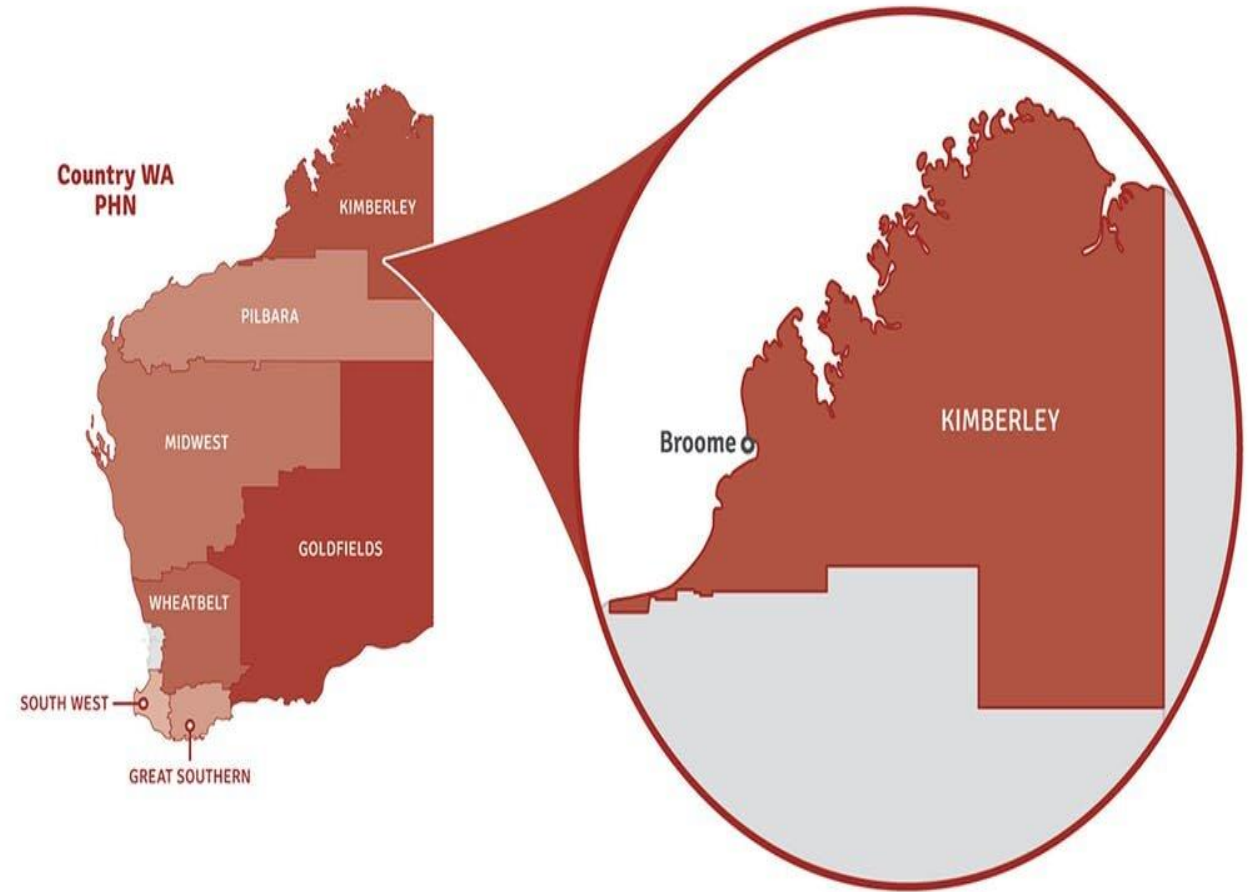 Country WA
PHN
KIMBERLEY
PILBARA
MIDWEST
GOLDFIELDS
WHEATBELT
SOUTH WEST
GREAT SOUTHERN
Broome
KIMBERLEY